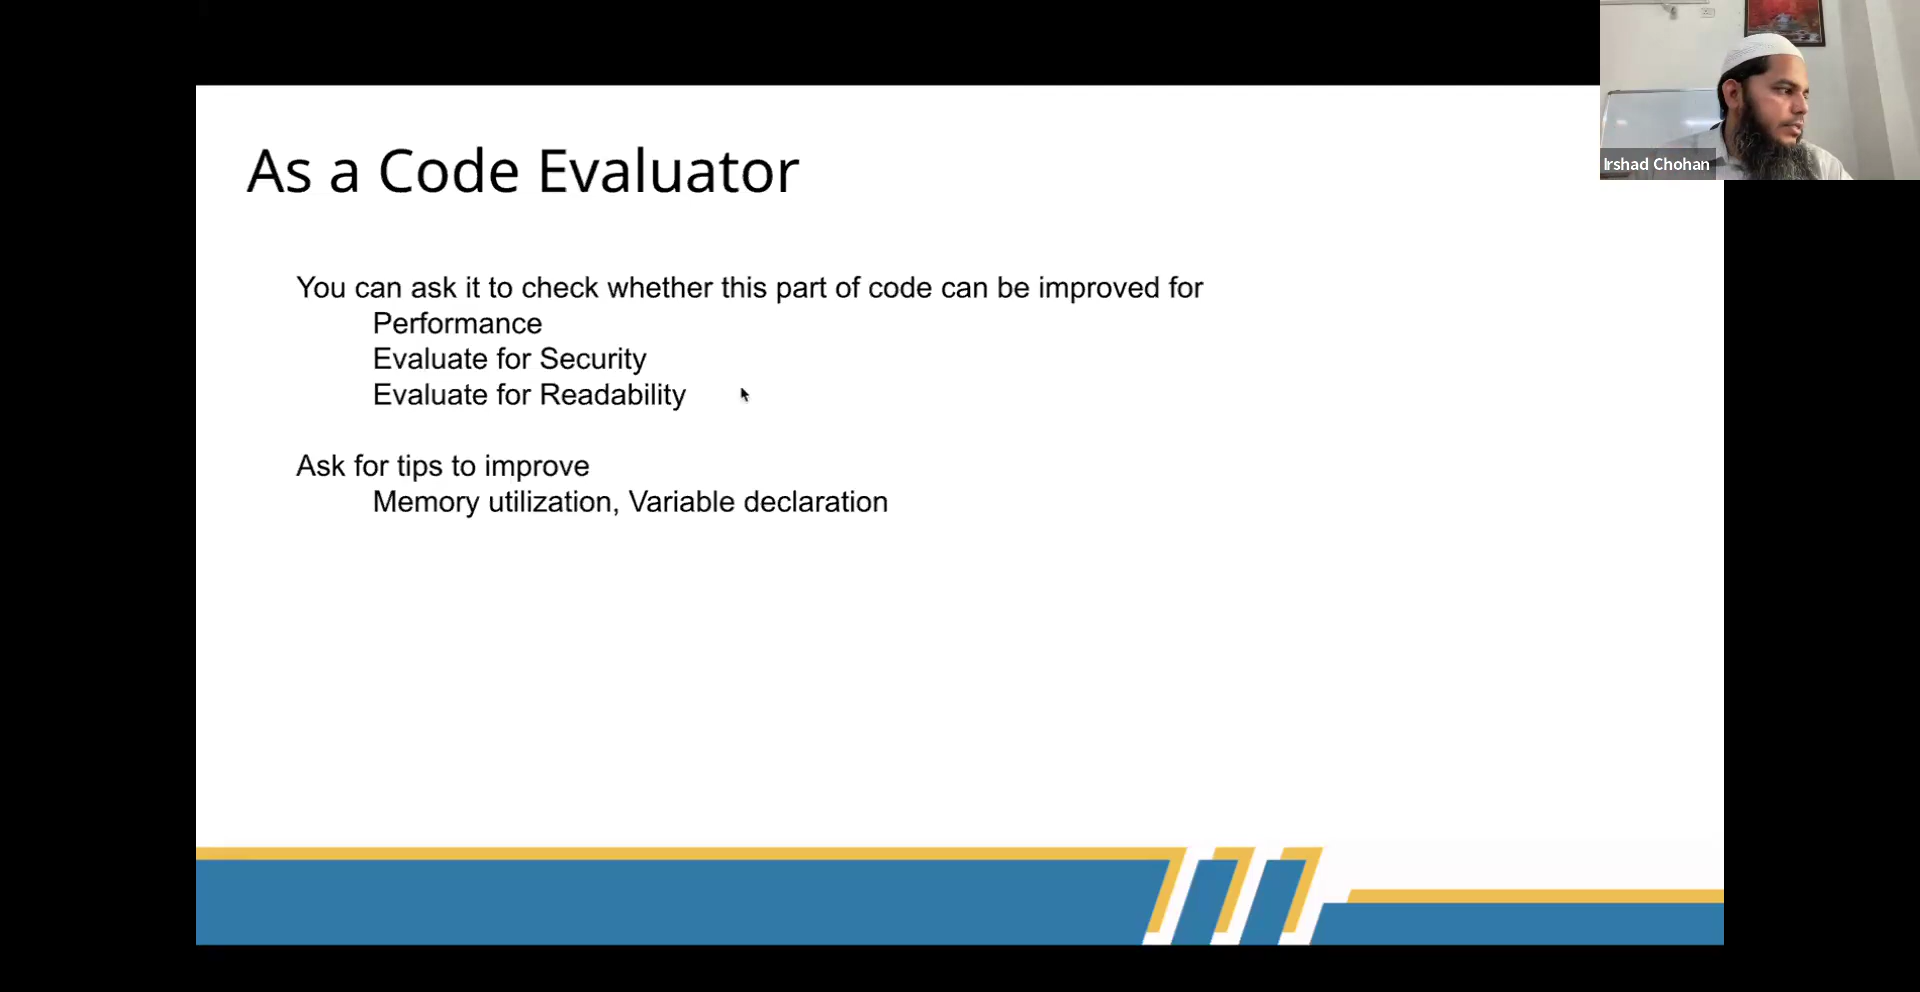 As a Code Evaluator
You can ask it to check whether this part of code can be improved for
Performance
Evaluate for Security
Evaluate for Readability
Ask for tips to improve
Memory utilization, Variable declaration
Irshad Chohan